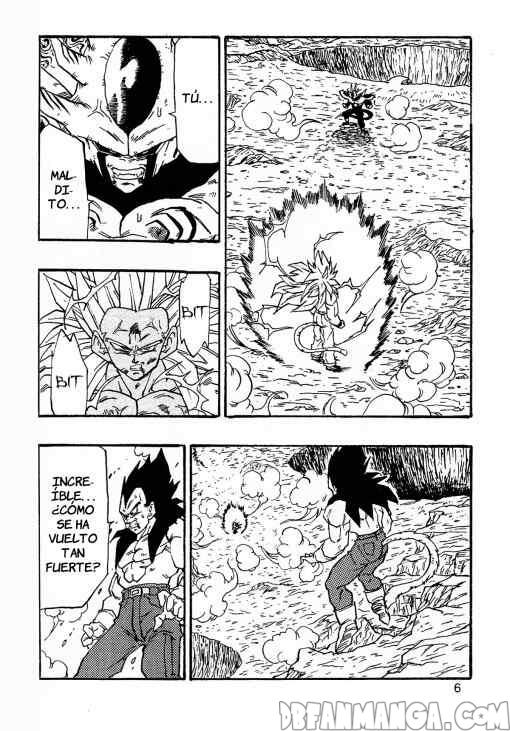 TÚ...
MAL-
DI-
TO...
BIT
BIT
INCRE-
ÍBLE...
¿CÓMO
SE HA
VUELTO
TAN
FUERTE?
6
DBFANMANGA.COM